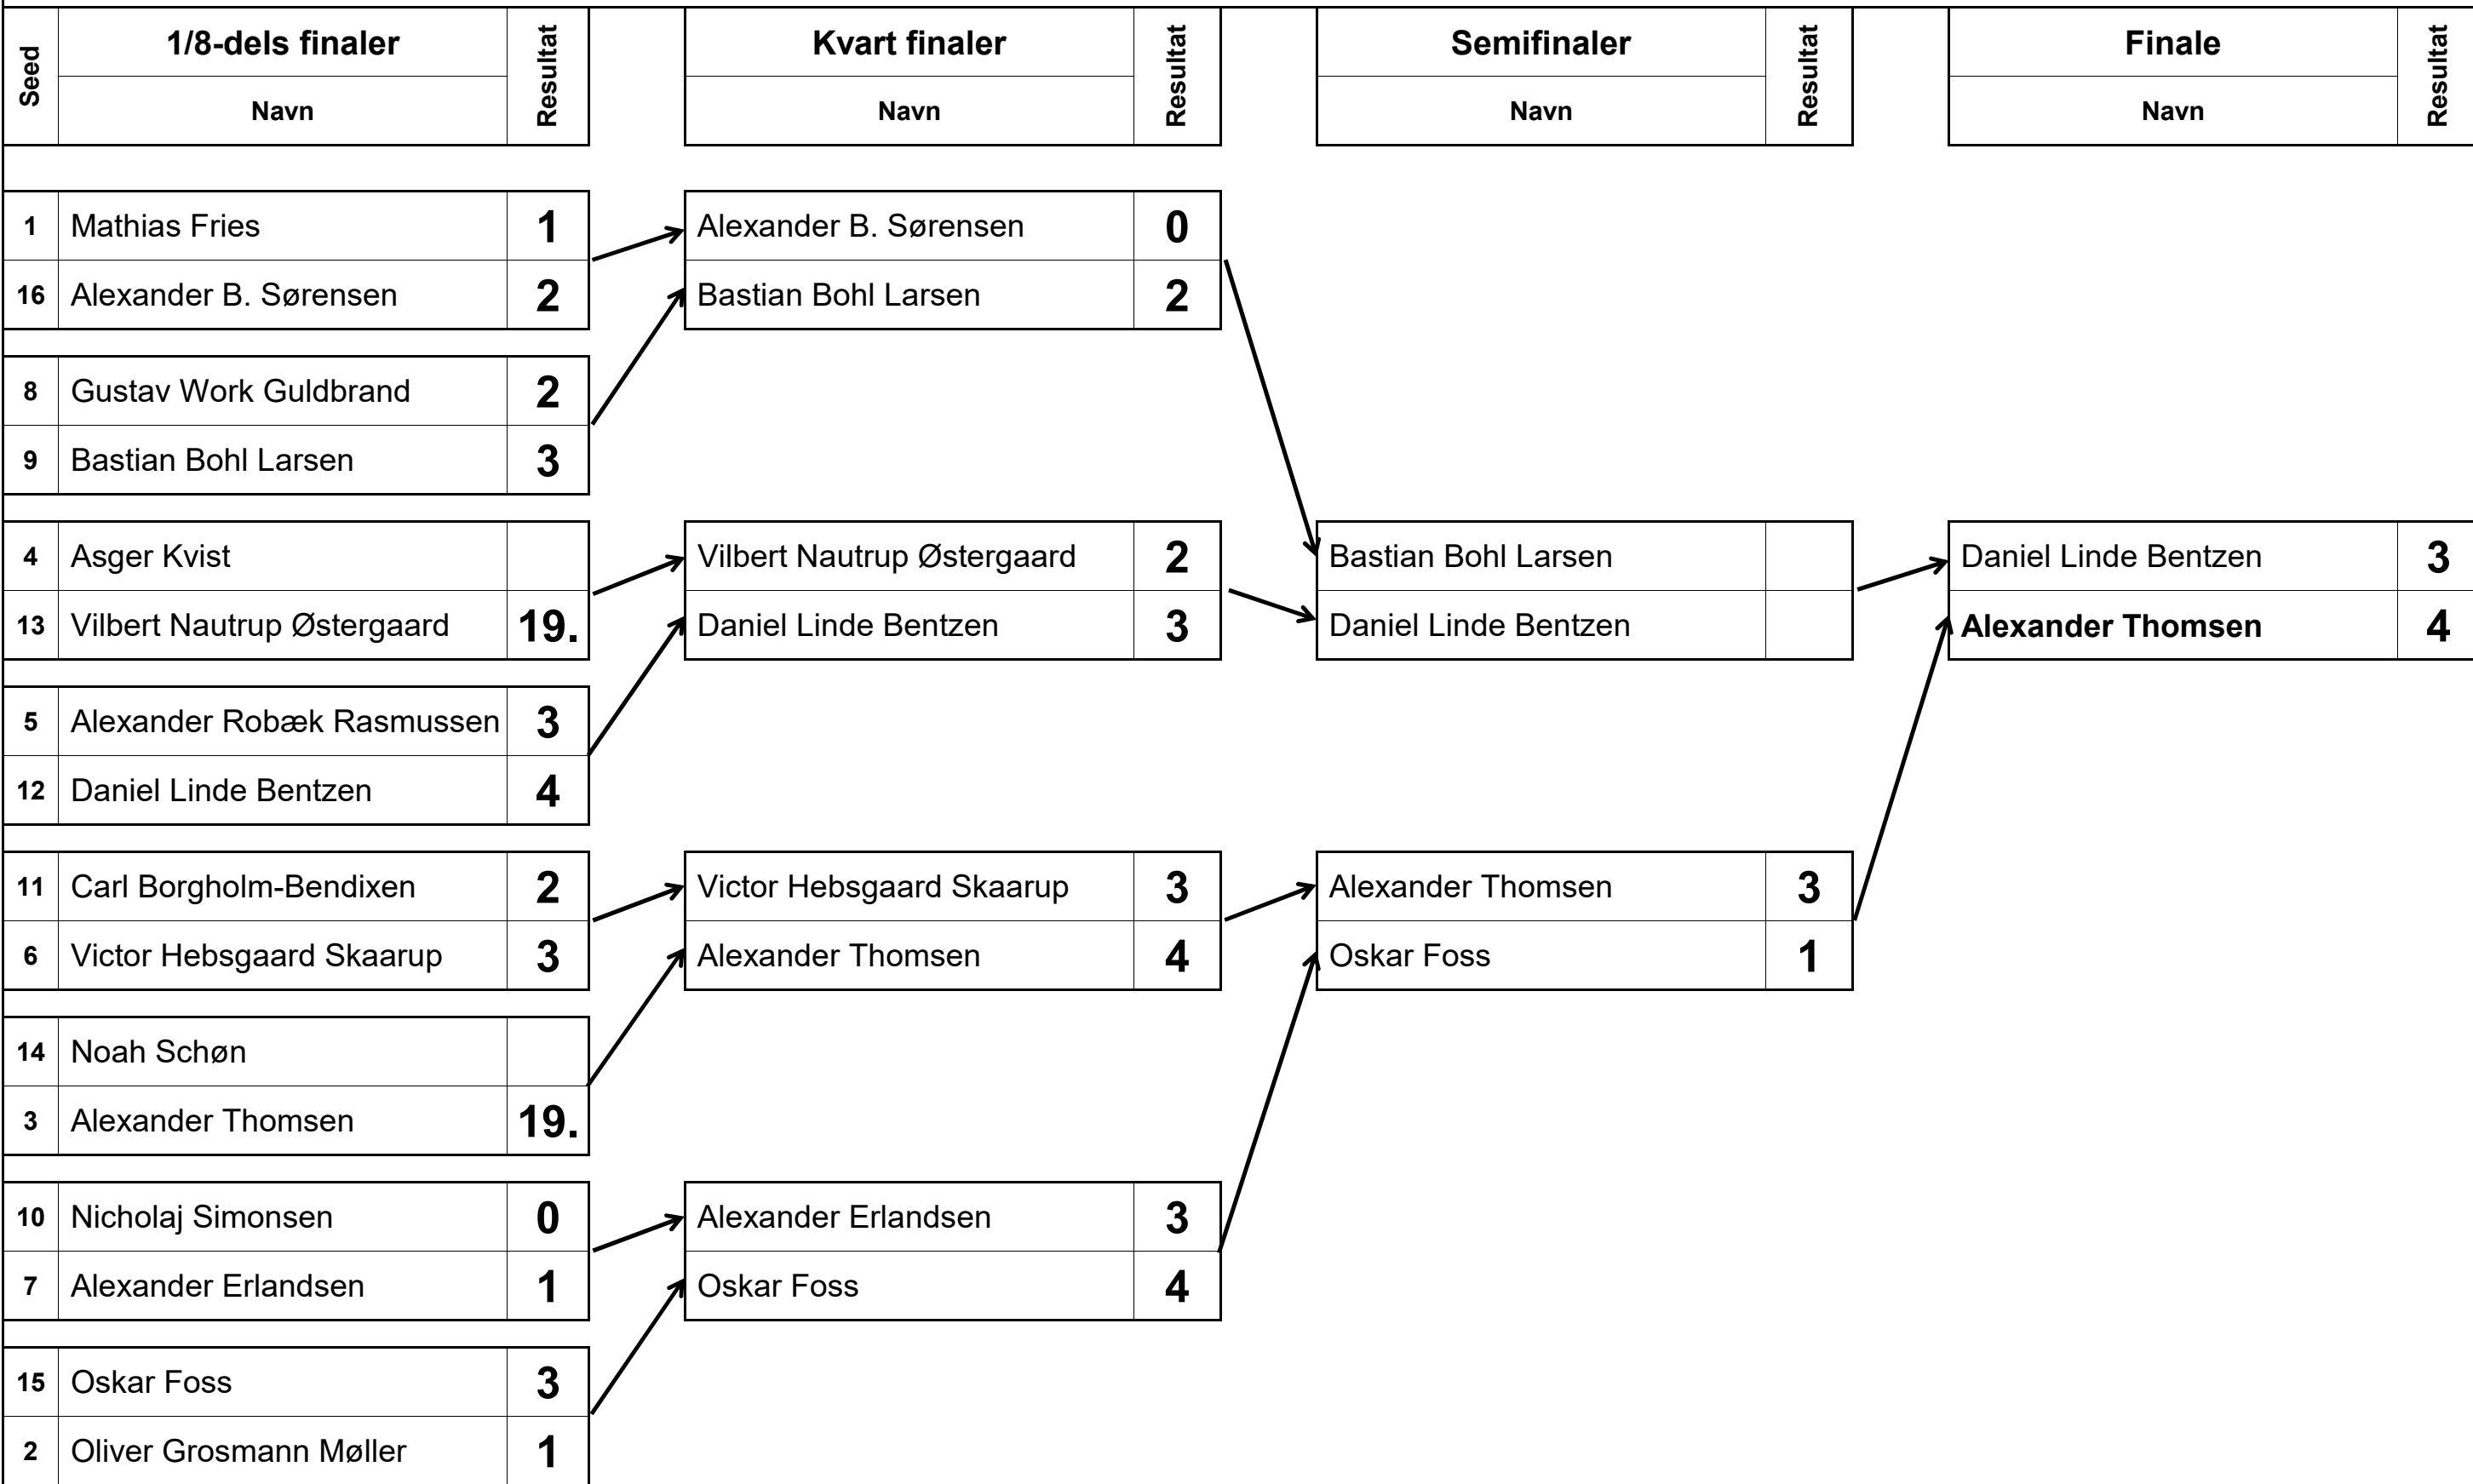 Seed 1/8-dels finaler Resultat Kvart finaler Resultat Semifinaler Resultat Finale Resultat
Navn Navn Navn Navn
1 Mathias Fries 1 Alexander B. Sørensen 0
16 Alexander B. Sørensen 2 Bastian Bohl Larsen 2
8 Gustav Work Guldbrand 2
9 Bastian Bohl Larsen 3
4 Asger Kvist Vilbert Nautrup Østergaard 2 Bastian Bohl Larsen Daniel Linde Bentzen 3
13 Vilbert Nautrup Østergaard 19. Daniel Linde Bentzen 3 Daniel Linde Bentzen Alexander Thomsen 4
5 Alexander Robæk Rasmussen 3
12 Daniel Linde Bentzen 4
11 Carl Borgholm-Bendixen 2 Victor Hebsgaard Skaarup 3 Alexander Thomsen 3
6 Victor Hebsgaard Skaarup 3 Alexander Thomsen 4 Oskar Foss 1
14 Noah Schøn
3 Alexander Thomsen 19.
10 Nicholaj Simonsen 0 Alexander Erlandsen 3
7 Alexander Erlandsen 1 Oskar Foss 4
15 Oskar Foss 3
2 Oliver Grosmann Møller 1